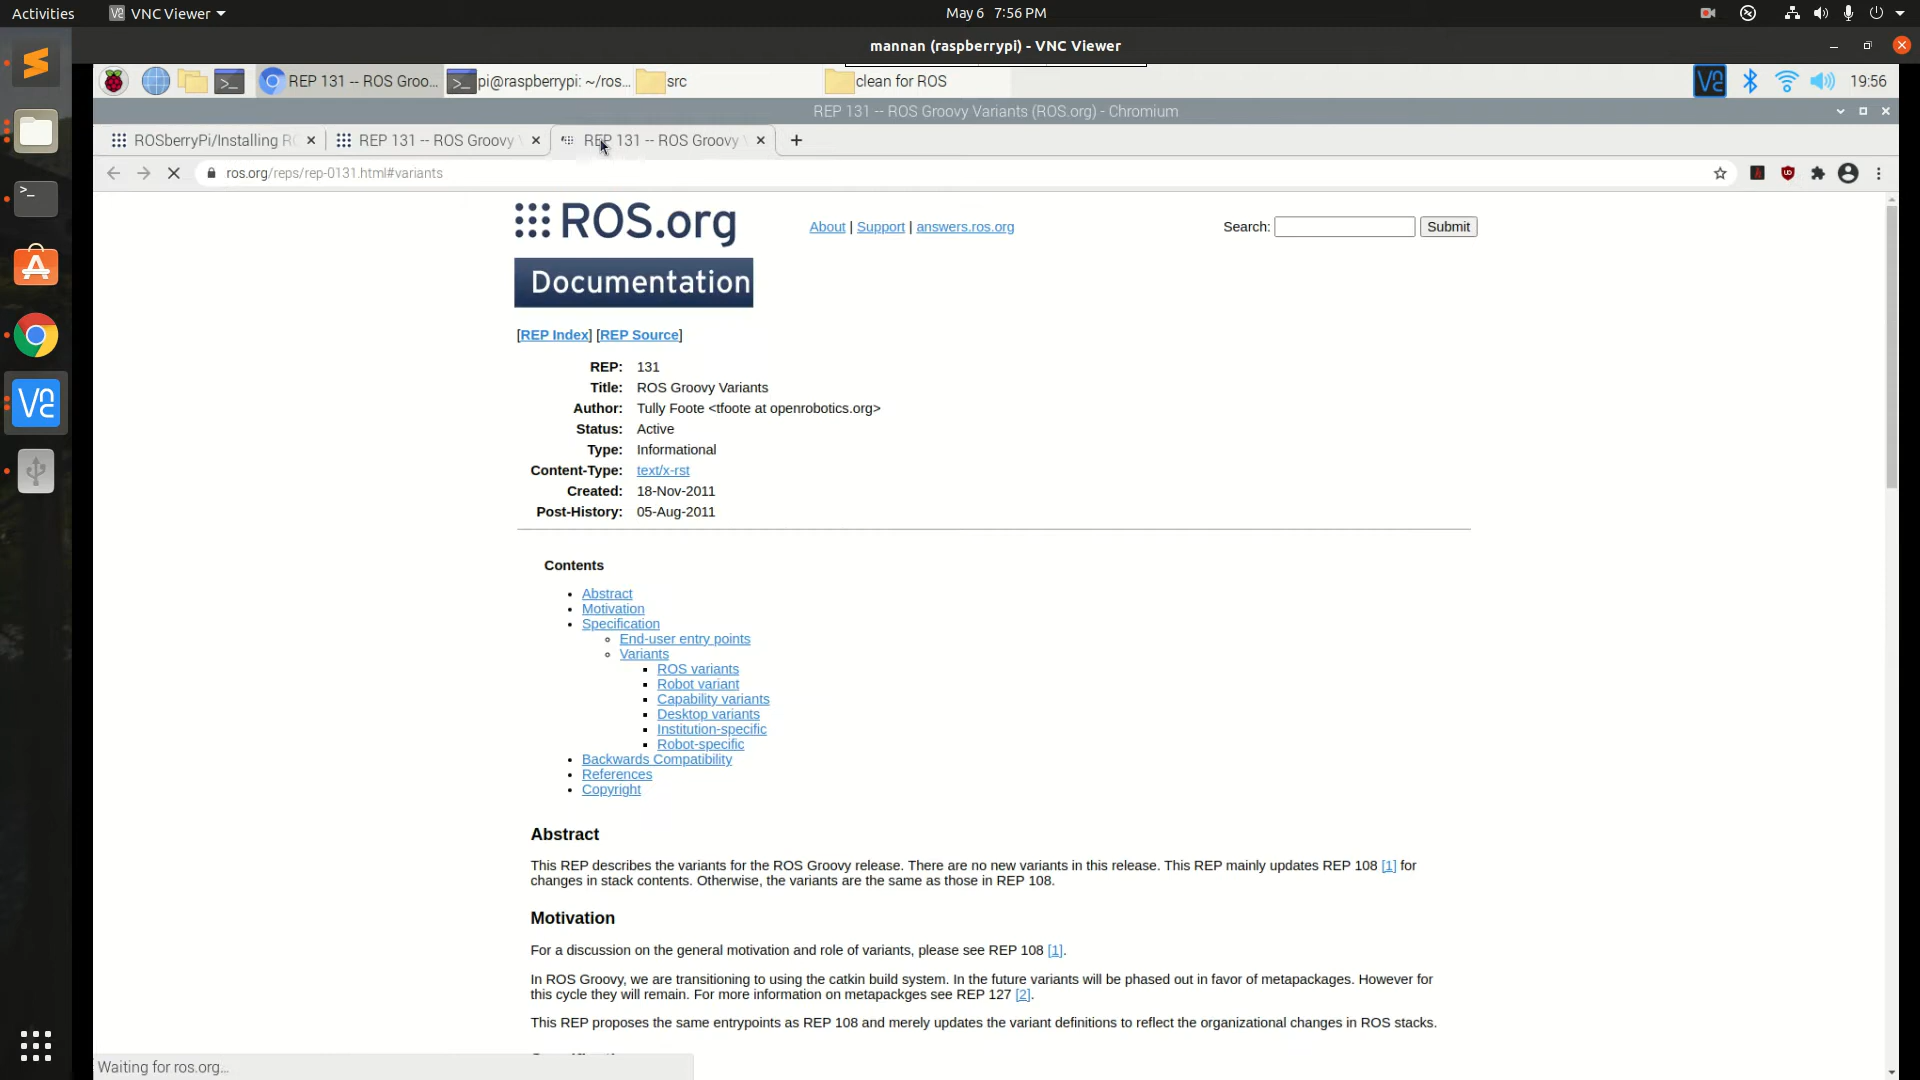 Activities VNC Viewer May 6 7:56 PM
mannan (raspberrypi) - VNC Viewer
REP 131 -- ROS Groo... pi@raspberrypi: ~/ros... src clean for ROS 19:56
REP 131 -- ROS Groovy Variants (ROS.org) - Chromium
ROSberryPi/Installing RO REP 131 -- ROS Groovy REP 131 -- ROS Groovy
ros.org/reps/rep-0131.html#variants
ROS.org About | Support | answers.ros.org Search: Submit
Documentation
[REP Index] [REP Source]
REP: 131
Title: ROS Groovy Variants
Author: Tully Foote <tfoote at openrobotics.org>
Status: Active
Type: Informational
Content-Type: text/x-rst
Created: 18-Nov-2011
Post-History: 05-Aug-2011
Contents
Abstract
Motivation
Specification
End-user entry points
Variants
ROS variants
Robot variant
Capability variants
Desktop variants
Institution-specific
Robot-specific
Backwards Compatibility
References
Copyright
Abstract
This REP describes the variants for the ROS Groovy release. There are no new variants in this release. This REP mainly updates REP 108 [1] for
changes in stack contents. Otherwise, the variants are the same as those in REP 108.
Motivation
For a discussion on the general motivation and role of variants, please see REP 108 [1].
In ROS Groovy, we are transitioning to using the catkin build system. In the future variants will be phased out in favor of metapackages. However for
this cycle they will remain. For more information on metapackges see REP 127 [2].
This REP proposes the same entrypoints as REP 108 and merely updates the variant definitions to reflect the organizational changes in ROS stacks.
Waiting for ros.org...